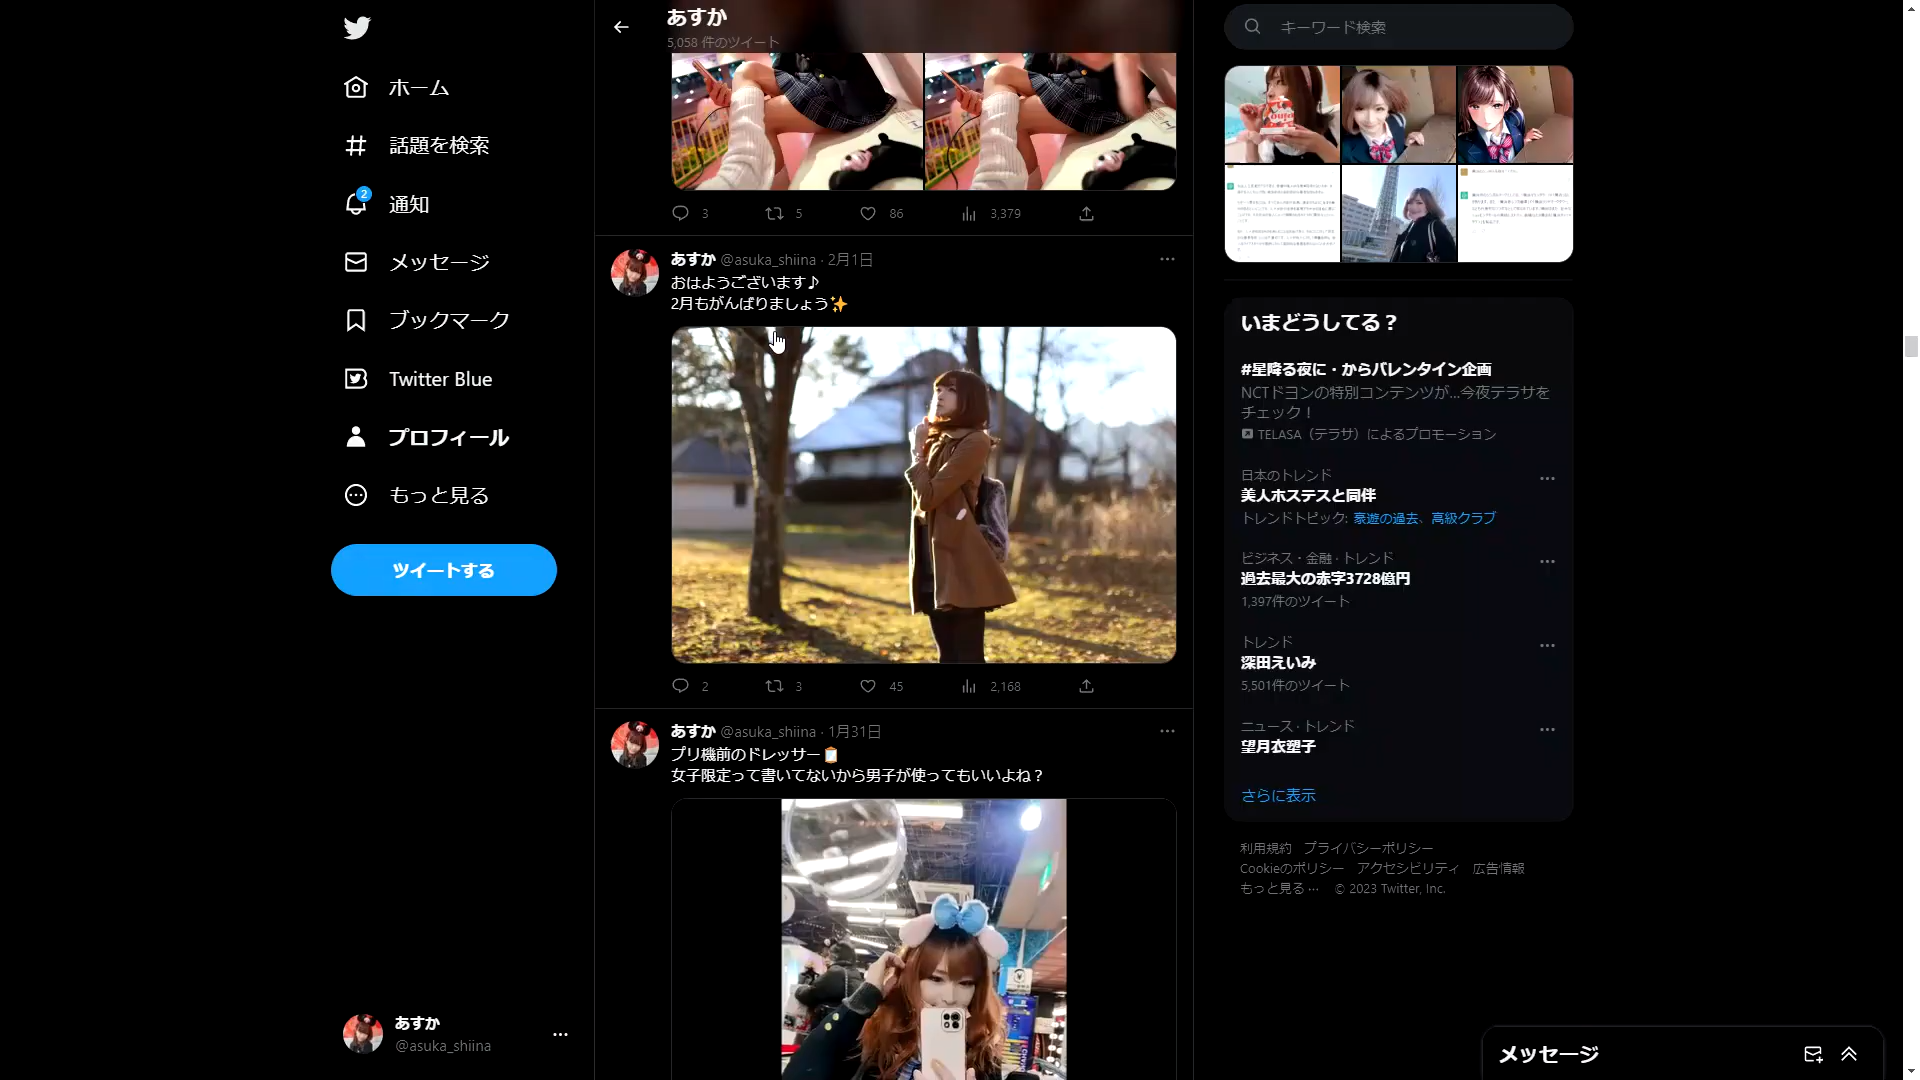 ホーム
話題を検索
2
通知
メッセージ
ブックマーク
Twitter Blue
プロフィール
もっと見る
ツイートする
あすか
@asuka_shiina
あすか
5,058 件のツイート
3
5
86
3,379
あすか @asuka_shiina · 2月1日
おはようございます♪
2月もがんばりましょう✨
2
3
45
2,168
あすか @asuka_shiina · 1月31日
プリ機前のドレッサー
女子限定って書いてないから男子が使ってもいいよね？
キーワード検索
いまどうしてる？
#星降る夜に・からバレンタイン企画
NCTドヨンの特別コンテンツが...今夜テラサを
チェック！
TELASA（テラサ）によるプロモーション
日本のトレンド
美人ホステスと同伴
トレンドトピック: 豪遊の過去、高級クラブ
ビジネス・金融 · トレンド
過去最大の赤字3728億円
1,397件のツイート
トレンド
深田えいみ
5,501件のツイート
ニュース · トレンド
望月衣塑子
さらに表示
利用規約 プライバシーポリシー
Cookieのポリシー アクセシビリティ 広告情報
もっと見る ··· © 2023 Twitter, Inc.
メッセージ